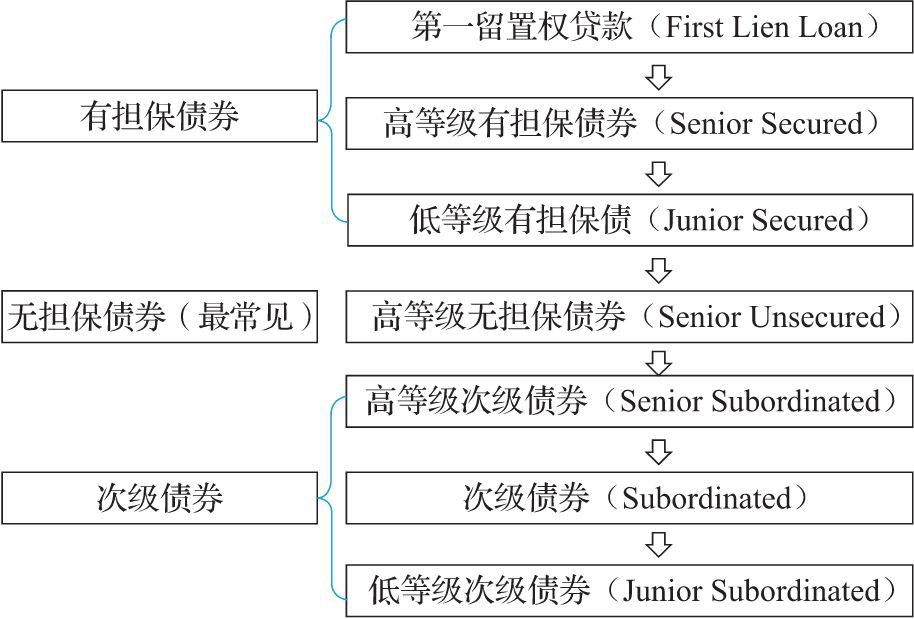 第一留置权贷款（First Lien Loan）
有担保债券
高等级有担保债券（Senior Secured）
低等级有担保债（Junior Secured）
无担保债券（最常见）
高等级无担保债券（Senior Unsecured）
高等级次级债券（Senior Subordinated）
次级债券
次级债券（Subordinated）
低等级次级债券（Junior Subordinated）